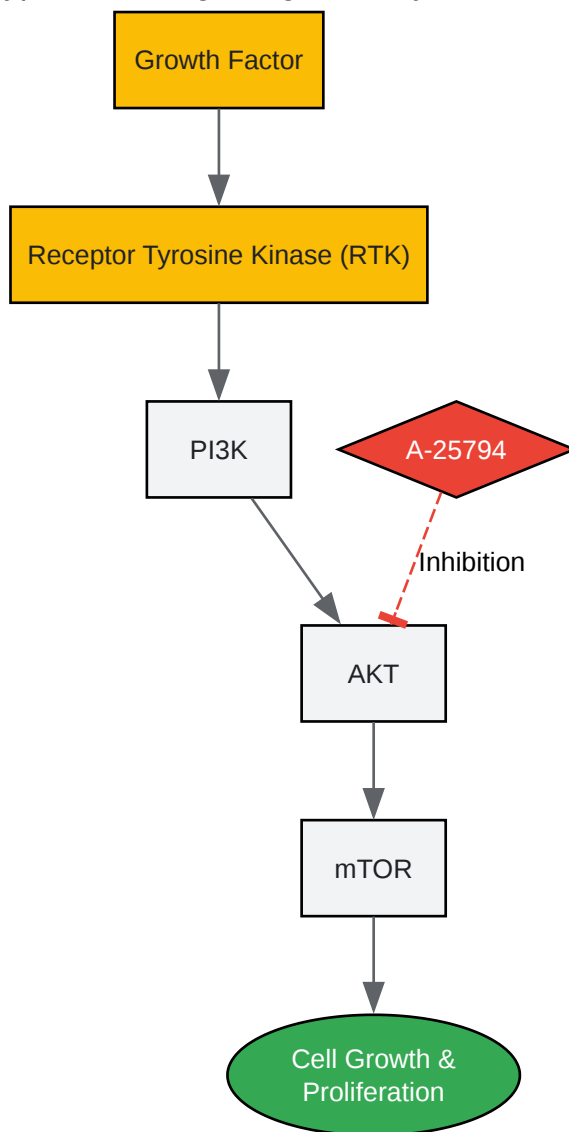 Growth Factor
Receptor Tyrosine Kinase (RTK)
PI3K
A-25794
Inhibition
AKT
mTOR
Cell Growth &
Proliferation